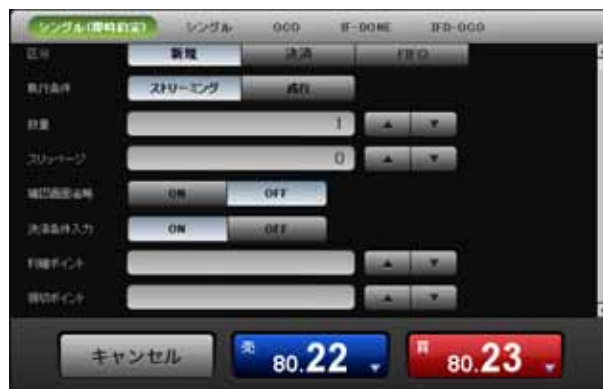 シングル(即時約定) シングル OCO IF-DONE IFD-OCO
区分 新規 決済 FIFO
執行条件 ストリーミング 成行
数量 1 ▲ ▼
スリッページ 0 ▲ ▼
確認画面省略 ON OFF
決済条件入力 ON OFF
利確ポイント ▲ ▼
損切ポイント ▲ ▼
キャンセル 売 80.22 買 80.23